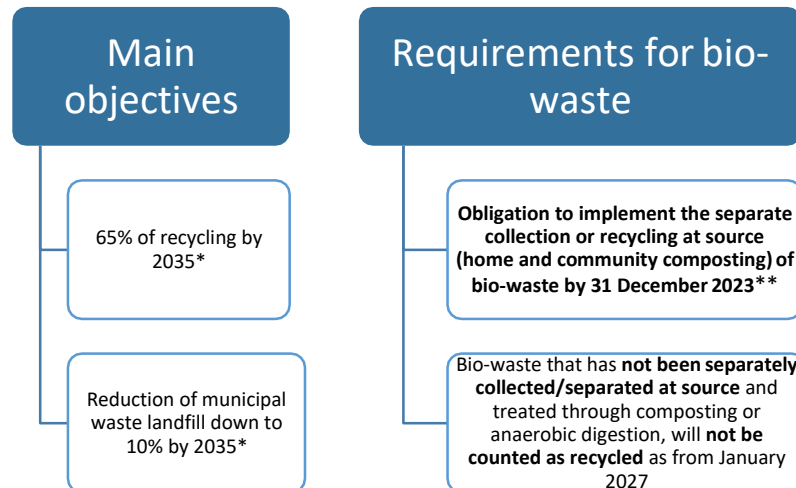 Main
objectives
65% of recycling by
2035*
Reduction of municipal
waste landfill down to
10% by 2035*
Requirements for bio-
waste
Obligation to implement the separate
collection or recycling at source
(home and community composting) of
bio-waste by 31 December 2023**
Bio-waste that has not been separately
collected/separated at source and
treated through composting or
anaerobic digestion, will not be
counted as recycled as from January
2027